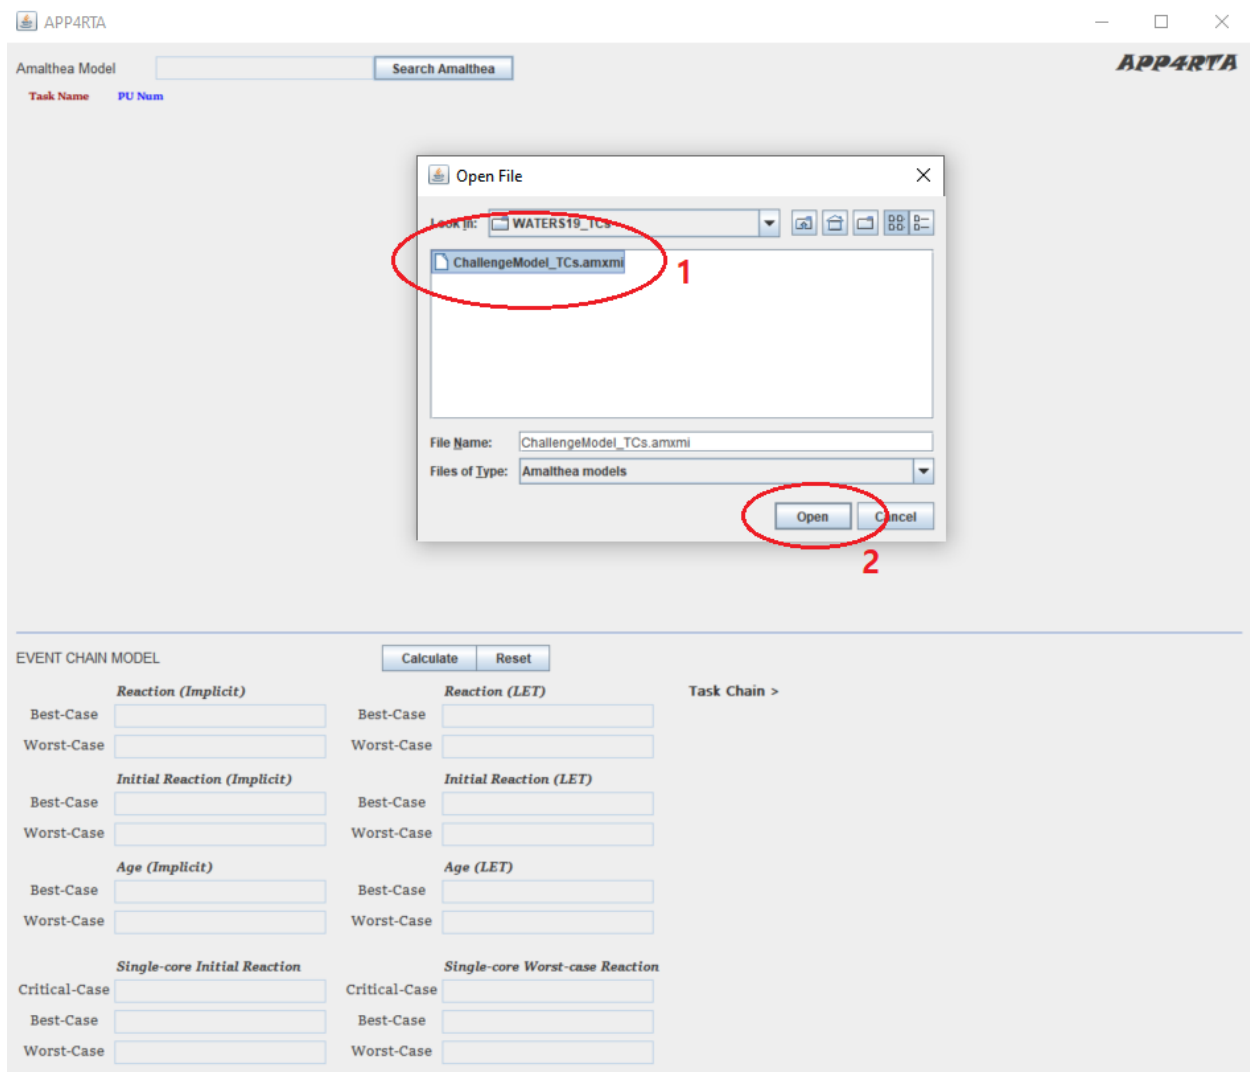 APP4RTA
Amalthea Model
Search Amalthea
APP4RTA
Task Name PU Num
Open File
Look In: WATERS19_TCs
ChallengeModel_TCs.amxmi
1
File Name: ChallengeModel_TCs.amxmi
Files of Type: Amalthea models
Open Cancel
2
EVENT CHAIN MODEL
Calculate Reset
Reaction (Implicit) Reaction (LET) Task Chain >
Best-Case Best-Case
Worst-Case Worst-Case
Initial Reaction (Implicit) Initial Reaction (LET)
Best-Case Best-Case
Worst-Case Worst-Case
Age (Implicit) Age (LET)
Best-Case Best-Case
Worst-Case Worst-Case
Single-core Initial Reaction Single-core Worst-case Reaction
Critical-Case Critical-Case
Best-Case Best-Case
Worst-Case Worst-Case